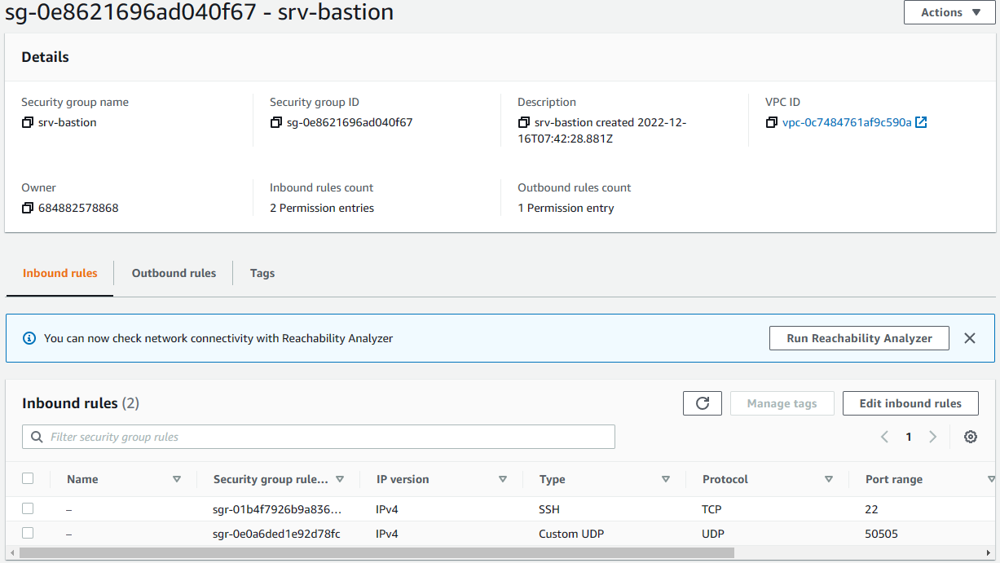 sg-0e8621696ad040f67 - srv-bastion
Actions
Details
Security group name
srv-bastion
Security group ID
sg-0e8621696ad040f67
Description
srv-bastion created 2022-12-
16T07:42:28.881Z
VPC ID
vpc-0c7484761af9c590a
Owner
684882578868
Inbound rules count
2 Permission entries
Outbound rules count
1 Permission entry
Inbound rules
Outbound rules
Tags
You can now check network connectivity with Reachability Analyzer
Run Reachability Analyzer
Inbound rules (2)
Manage tags
Edit inbound rules
Filter security group rules
1
Name Security group rule... IP version Type Protocol Port range
– sgr-01b4f7926b9a836... IPv4 SSH TCP 22
– sgr-0e0a6ded1e92d78fc IPv4 Custom UDP UDP 50505